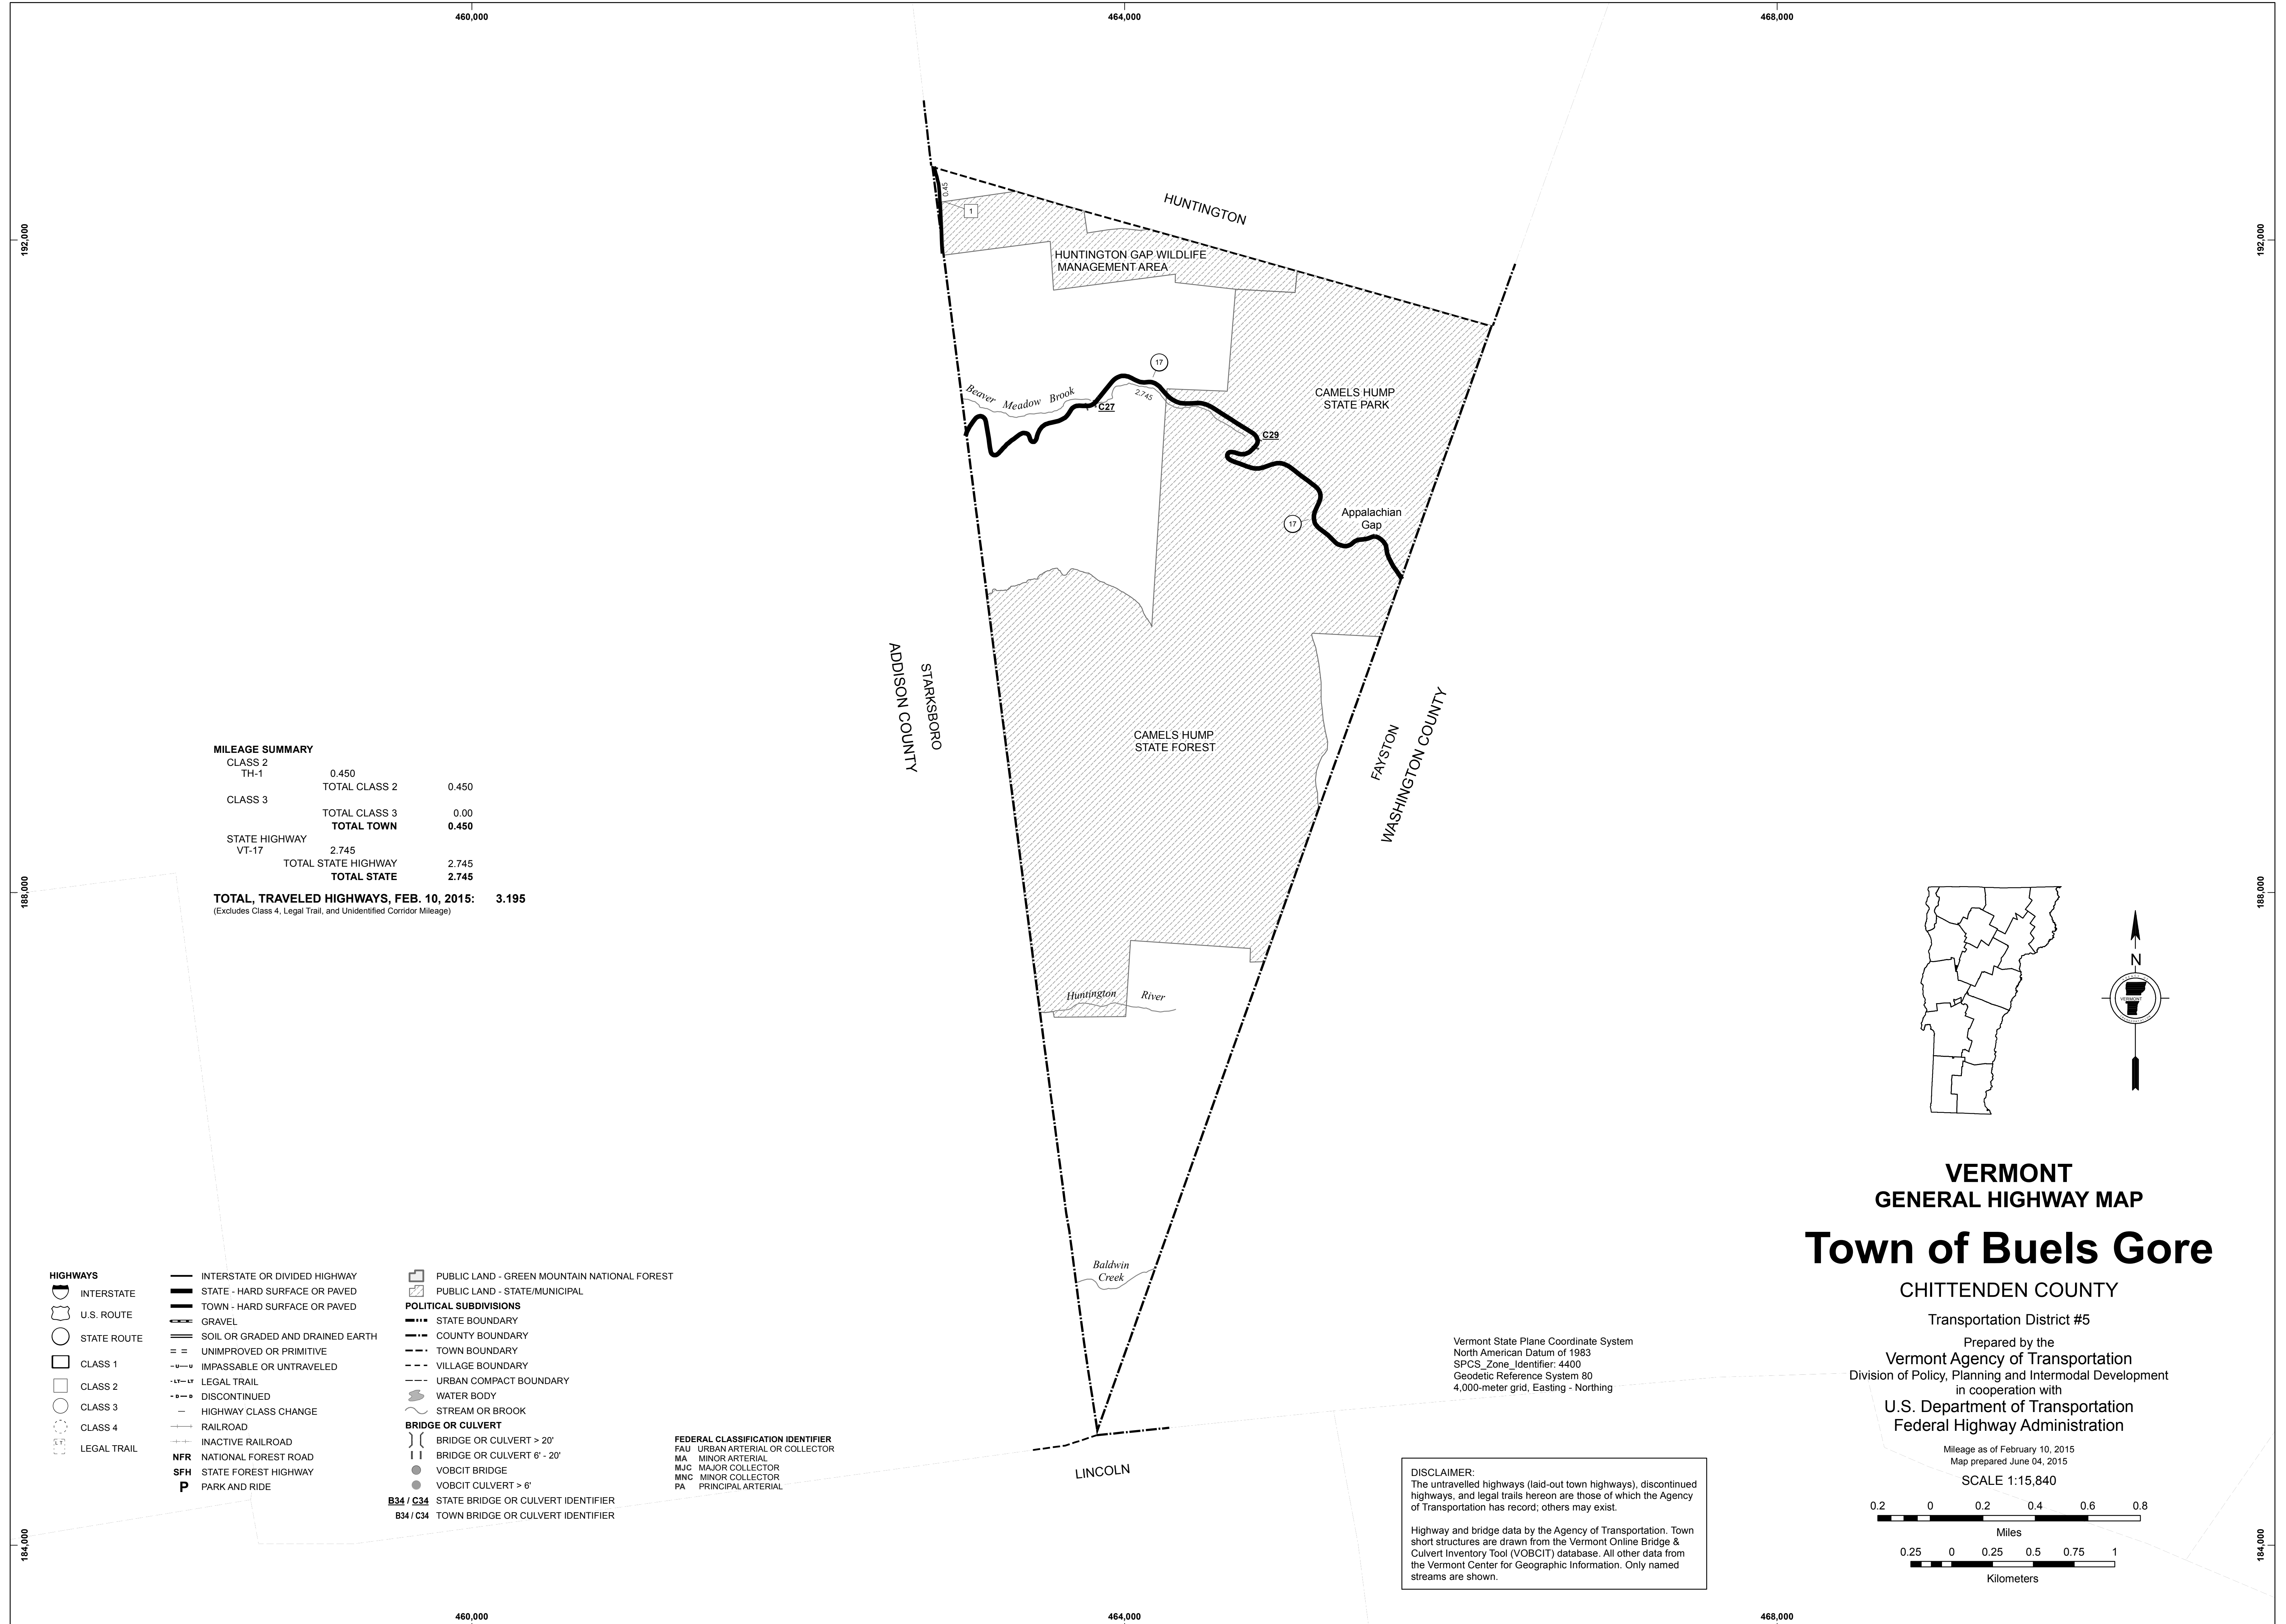 460,000
464,000
468,000
192,000
192,000
HUNTINGTON
0.45
1
HUNTINGTON GAP WILDLIFE
MANAGEMENT AREA
17
Beaver Meadow Brook
2.745
C27
CAMELS HUMP
STATE PARK
C29
Appalachian
Gap
17
ADDISON COUNTY
STARKSBORO
FAYSTON
WASHINGTON COUNTY
CAMELS HUMP
STATE FOREST
MILEAGE SUMMARY
CLASS 2
TH-1 0.450
TOTAL CLASS 2 0.450
CLASS 3
TOTAL CLASS 3 0.00
TOTAL TOWN 0.450
STATE HIGHWAY
VT-17 2.745
TOTAL STATE HIGHWAY 2.745
TOTAL STATE 2.745
TOTAL, TRAVELED HIGHWAYS, FEB. 10, 2015: 3.195
(Excludes Class 4, Legal Trail, and Unidentified Corridor Mileage)
188,000
188,000
Huntington River
Baldwin
Creek
LINCOLN
N
VERMONT
VERMONT
GENERAL HIGHWAY MAP
Town of Buels Gore
CHITTENDEN COUNTY
Transportation District #5
Prepared by the
Vermont Agency of Transportation
Division of Policy, Planning and Intermodal Development
in cooperation with
U.S. Department of Transportation
Federal Highway Administration
Mileage as of February 10, 2015
Map prepared June 04, 2015
SCALE 1:15,840
0.2 0 0.2 0.4 0.6 0.8
Miles
0.25 0 0.25 0.5 0.75 1
Kilometers
HIGHWAYS
INTERSTATE
U.S. ROUTE
STATE ROUTE
CLASS 1
CLASS 2
CLASS 3
CLASS 4
L T
LEGAL TRAIL
INTERSTATE OR DIVIDED HIGHWAY
STATE - HARD SURFACE OR PAVED
TOWN - HARD SURFACE OR PAVED
GRAVEL
SOIL OR GRADED AND DRAINED EARTH
UNIMPROVED OR PRIMITIVE
U U IMPASSABLE OR UNTRAVELED
LT LT LEGAL TRAIL
D D DISCONTINUED
HIGHWAY CLASS CHANGE
RAILROAD
INACTIVE RAILROAD
NFR NATIONAL FOREST ROAD
SFH STATE FOREST HIGHWAY
P PARK AND RIDE
PUBLIC LAND - GREEN MOUNTAIN NATIONAL FOREST
PUBLIC LAND - STATE/MUNICIPAL
POLITICAL SUBDIVISIONS
STATE BOUNDARY
COUNTY BOUNDARY
TOWN BOUNDARY
VILLAGE BOUNDARY
URBAN COMPACT BOUNDARY
WATER BODY
STREAM OR BROOK
BRIDGE OR CULVERT
BRIDGE OR CULVERT > 20'
BRIDGE OR CULVERT 6' - 20'
VOBCIT BRIDGE
VOBCIT CULVERT > 6'
B34 / C34 STATE BRIDGE OR CULVERT IDENTIFIER
B34 / C34 TOWN BRIDGE OR CULVERT IDENTIFIER
FEDERAL CLASSIFICATION IDENTIFIER
FAU URBAN ARTERIAL OR COLLECTOR
MA MINOR ARTERIAL
MJC MAJOR COLLECTOR
MNC MINOR COLLECTOR
PA PRINCIPAL ARTERIAL
Vermont State Plane Coordinate System
North American Datum of 1983
SPCS_Zone_Identifier: 4400
Geodetic Reference System 80
4,000-meter grid, Easting - Northing
DISCLAIMER:
The untravelled highways (laid-out town highways), discontinued
highways, and legal trails hereon are those of which the Agency
of Transportation has record; others may exist.
Highway and bridge data by the Agency of Transportation. Town
short structures are drawn from the Vermont Online Bridge &
Culvert Inventory Tool (VOBCIT) database. All other data from
the Vermont Center for Geographic Information. Only named
streams are shown.
184,000
184,000
460,000
464,000
468,000